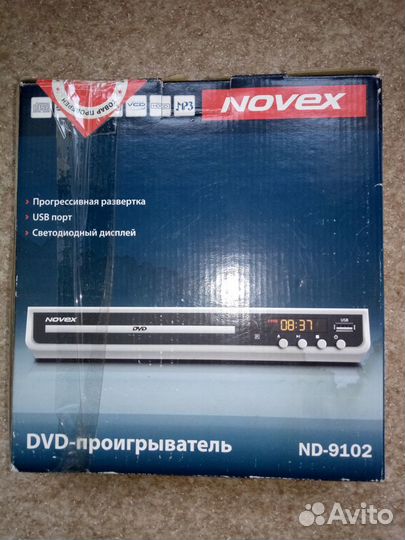 ТОВАР ПРОВЕРЕН
VCD
MP3
NOVEX
› Прогрессивная развертка
› USB порт
› Светодиодный дисплей
NOVEX
DVD
08:37
USB
DVD-проигрыватель
ND-9102
Avito